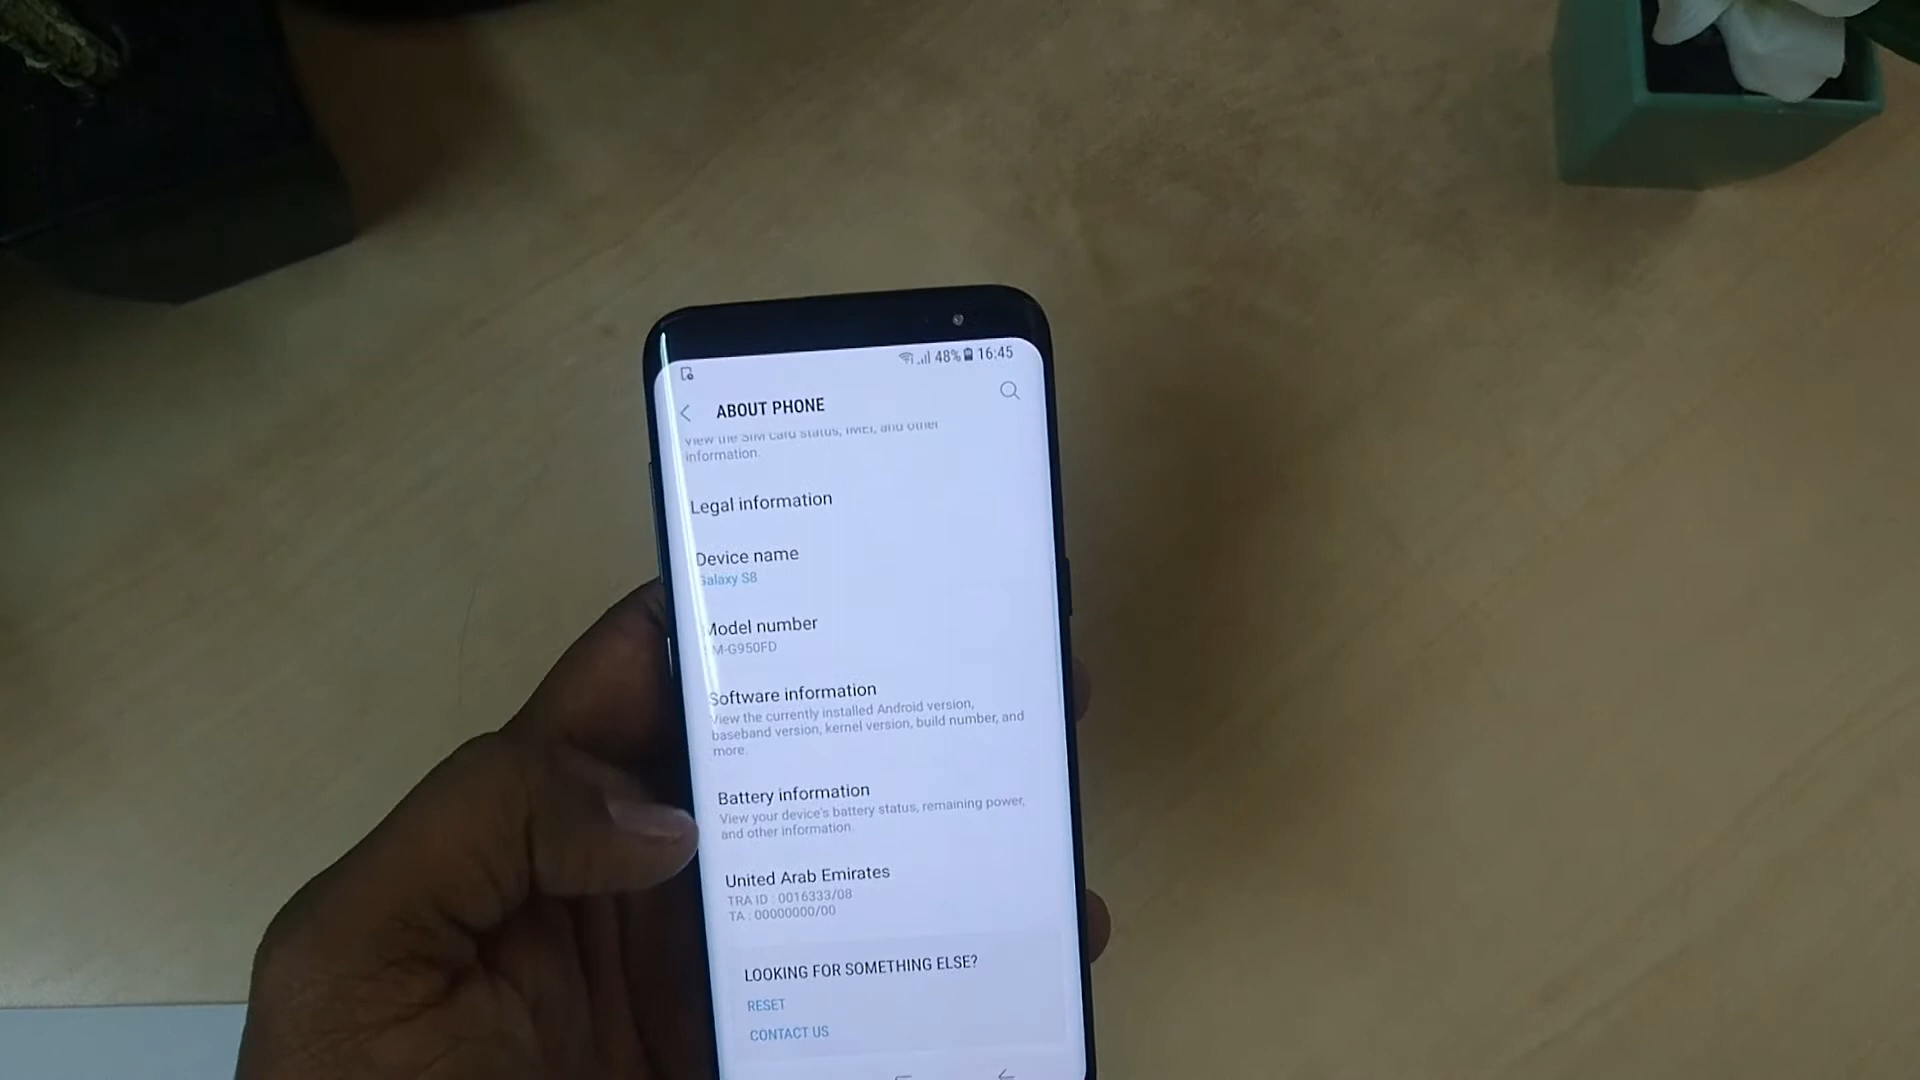 48% 16:45
ABOUT PHONE
View the SIM card status, IMEI, and other
information.
Legal information
Device name
Galaxy S8
Model number
M-G950FD
Software information
View the currently installed Android version,
baseband version, kernel version, build number, and
more.
Battery information
View your device's battery status, remaining power,
and other information.
United Arab Emirates
TRA ID : 0016333/08
TA : 00000000/00
LOOKING FOR SOMETHING ELSE?
RESET
CONTACT US